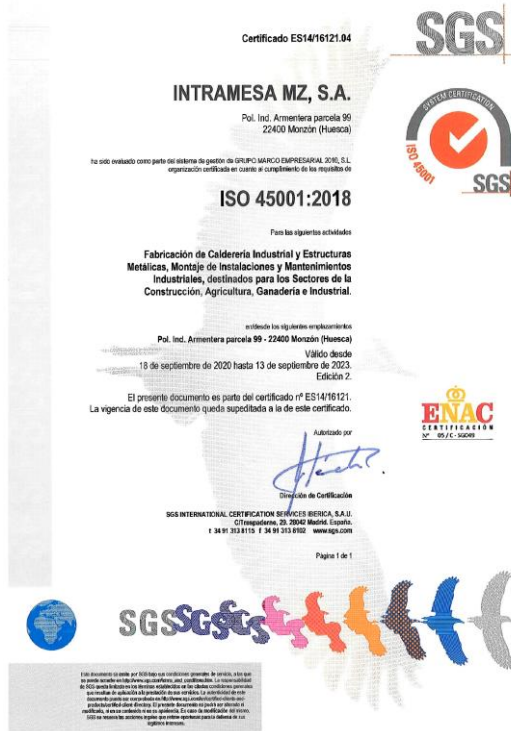 Certificado ES14/16121.04
SGS
INTRAMESA MZ, S.A.
Pol. Ind. Armentera parcela 99
22400 Monzón (Huesca)
SYSTEM CERTIFICATION
ISO 45001
SGS
ha sido evaluado como parte del sistema de gestión de GRUPO MARCO EMPRESARIAL 2016, S.L.
organización certificada en cuanto al cumplimiento de los requisitos de
ISO 45001:2018
Para las siguientes actividades
Fabricación de Calderería Industrial y Estructuras
Metálicas, Montaje de Instalaciones y Mantenimientos
Industriales, destinados para los Sectores de la
Construcción, Agricultura, Ganadería e Industrial.
en/desde los siguientes emplazamientos
Pol. Ind. Armentera parcela 99 - 22400 Monzón (Huesca)
Válido desde
18 de septiembre de 2020 hasta 13 de septiembre de 2023.
Edición 2.
El presente documento es parte del certificado nº ES14/16121.
La vigencia de este documento queda supeditada a la de este certificado.
ENAC
CERTIFICACIÓN
Nº 05 / C - SG049
Autorizado por
Dirección de Certificación
SGS INTERNATIONAL CERTIFICATION SERVICES IBERICA, S.A.U.
C/Trespaderne, 29. 28042 Madrid. España.
t 34 91 313 8115 f 34 91 313 8102 www.sgs.com
Página 1 de 1
SGSSGSSGS